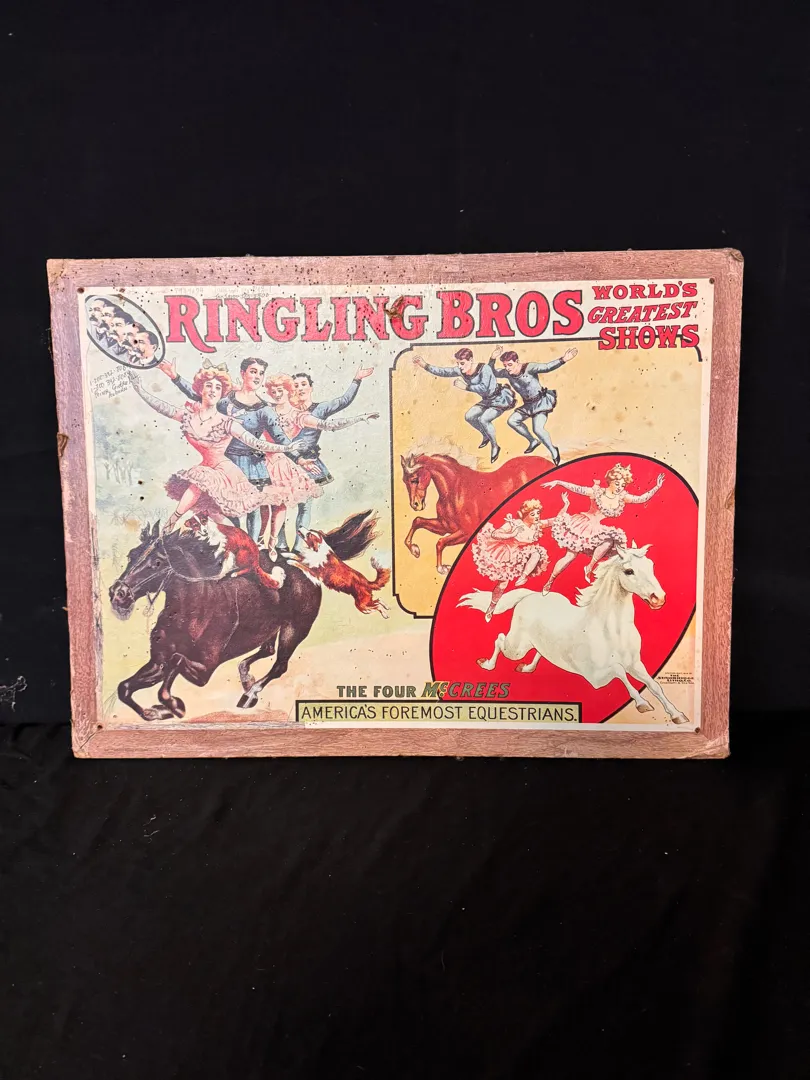 RINGLING BROS
WORLD'S
GREATEST
SHOWS
THE FOUR McCREES
AMERICA'S FOREMOST EQUESTRIANS.